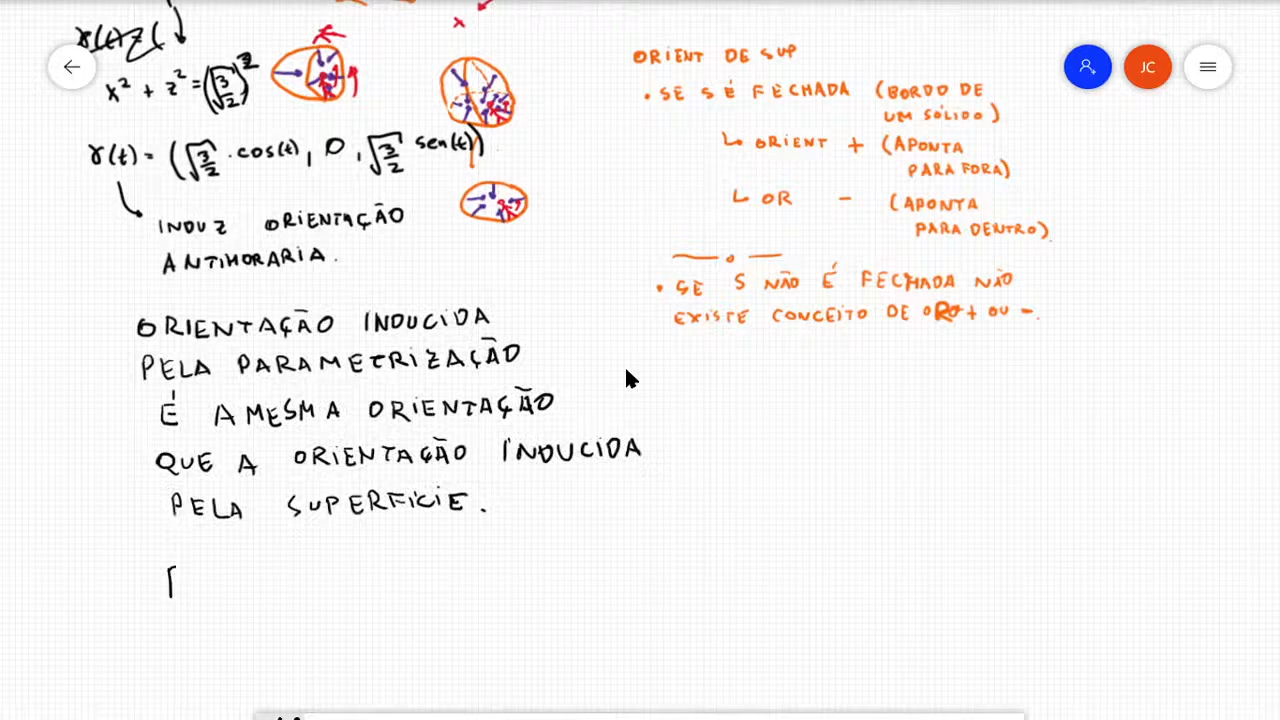 x² + z² = (√3/2)²
γ(t) = (√3/2 . cos(t), 0, √3/2 sen(t))
INDUZ ORIENTAÇÃO
ANTIHORARIA.
ORIENTAÇÃO INDUCIDA
PELA PARAMETRIZAÇÃO
É A MESMA ORIENTAÇÃO
QUE A ORIENTAÇÃO INDUCIDA
PELA SUPERFICIE.
x
ORIENT DE SUP
• SE S É FECHADA (BORDO DE
UM SÓLIDO)
↳ ORIENT + (APONTA
PARA FORA)
↳ OR - (APONTA
PARA DENTRO)
• SE S NÃO É FECHADA NÃO
EXISTE CONCEITO DE OR + OU -.
JC